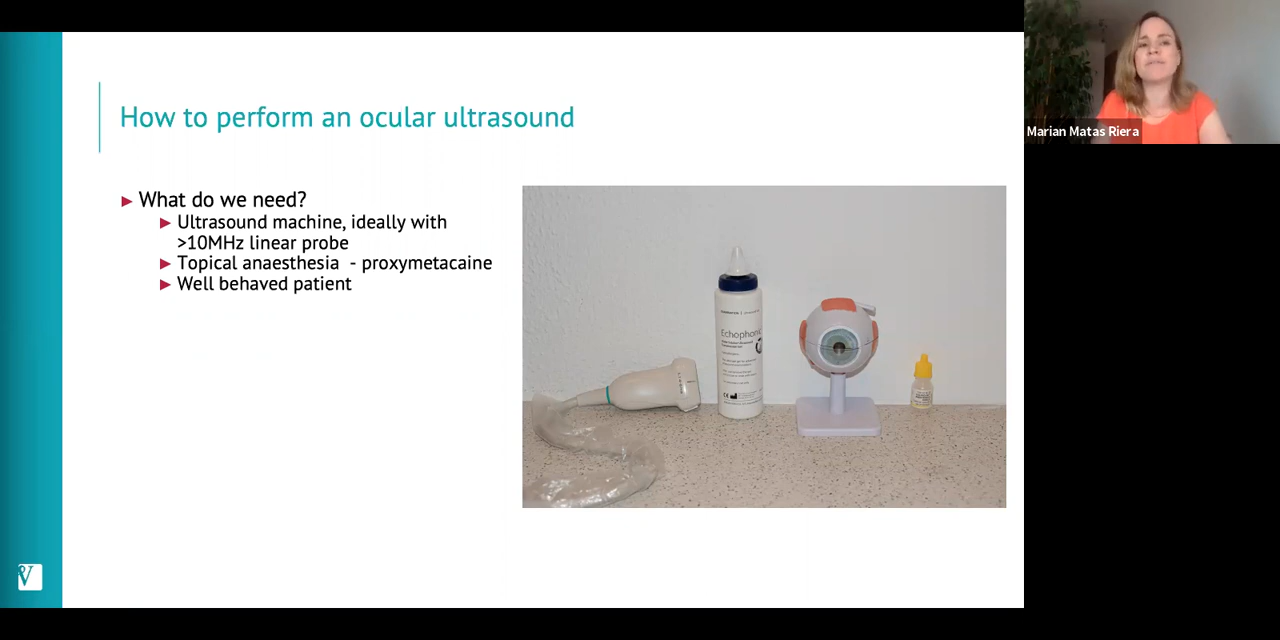 How to perform an ocular ultrasound
What do we need?
Ultrasound machine, ideally with
>10MHz linear probe
Topical anaesthesia - proxymetacaine
Well behaved patient
Marian Matas Riera
V